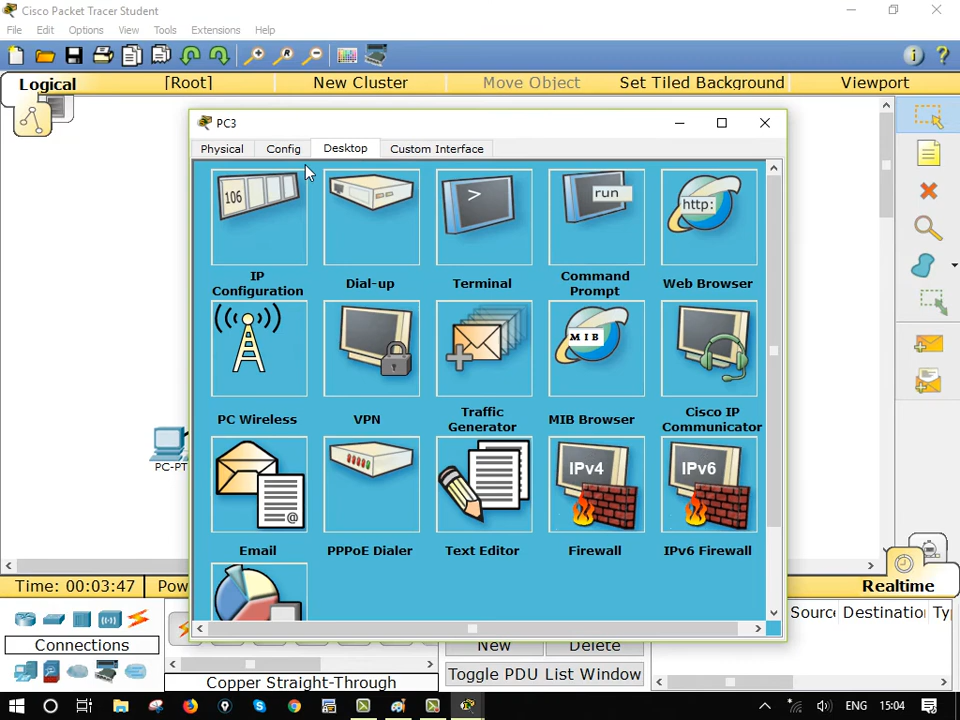 Cisco Packet Tracer Student
File Edit Options View Tools Extensions Help
Logical [Root] New Cluster Move Object Set Tiled Background Viewport
PC3
Physical Config Desktop Custom Interface
106
>
run
http:
IP Configuration
Dial-up
Terminal
Command Prompt
Web Browser
MIB
PC Wireless
VPN
Traffic Generator
MIB Browser
Cisco IP Communicator
PC-PT
@
IPv4
IPv6
Email
PPPoE Dialer
Text Editor
Firewall
IPv6 Firewall
Time: 00:03:47
Realtime
Connections
Copper Straight-Through
New
Delete
Toggle PDU List Window
Source
Destination
ENG
15:04